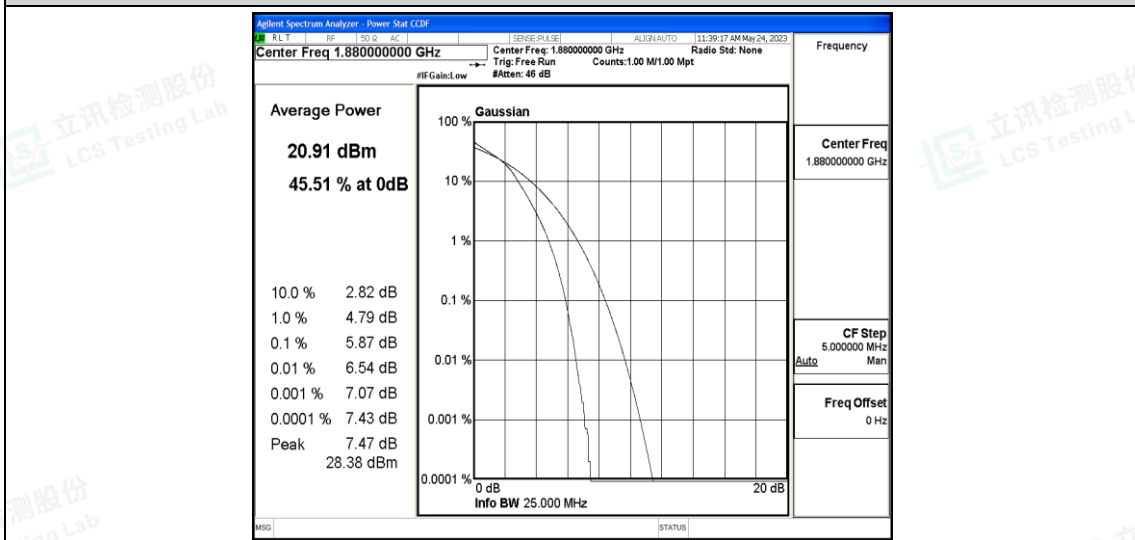 Agilent Spectrum Analyzer - Power Stat CCDF
RLT RF 50 Ω AC SENSE:PULSE ALIGNAUTO 11:39:17 AM May 24, 2023
Center Freq 1.880000000 GHz
Center Freq: 1.880000000 GHz Radio Std: None
Trig: Free Run Counts:1.00 M/1.00 Mpt
#IFGain:Low #Atten: 46 dB
Frequency
Average Power
20.91 dBm
45.51 % at 0dB
10.0 % 2.82 dB
1.0 % 4.79 dB
0.1 % 5.87 dB
0.01 % 6.54 dB
0.001 % 7.07 dB
0.0001 % 7.43 dB
Peak 7.47 dB
28.38 dBm
Gaussian
100 %
10 %
1 %
0.1 %
0.01 %
0.001 %
0.0001 %
0 dB 20 dB
Info BW 25.000 MHz
Center Freq
1.880000000 GHz
CF Step
5.000000 MHz
Auto Man
Freq Offset
0 Hz
MSG STATUS
立讯检测股份
LCS Testing Lab
立讯检测股份
LCS Testing L
测股份
ing Lab
立